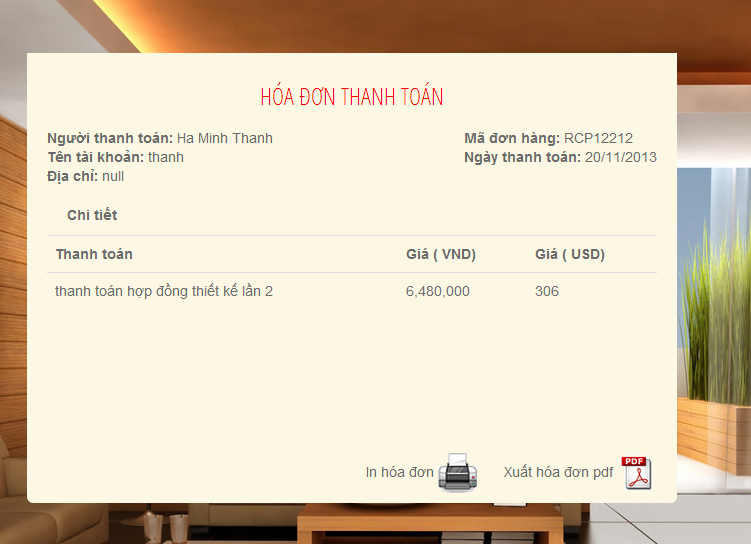 HÓA ĐƠN THANH TOÁN
Người thanh toán: Ha Minh Thanh
Mã đơn hàng: RCP12212
Tên tài khoản: thanh
Ngày thanh toán: 20/11/2013
Địa chỉ: null
Chi tiết
Thanh toán Giá ( VND) Giá ( USD)
thanh toán hợp đồng thiết kế lần 2 6,480,000 306
In hóa đơn Xuất hóa đơn pdf PDF